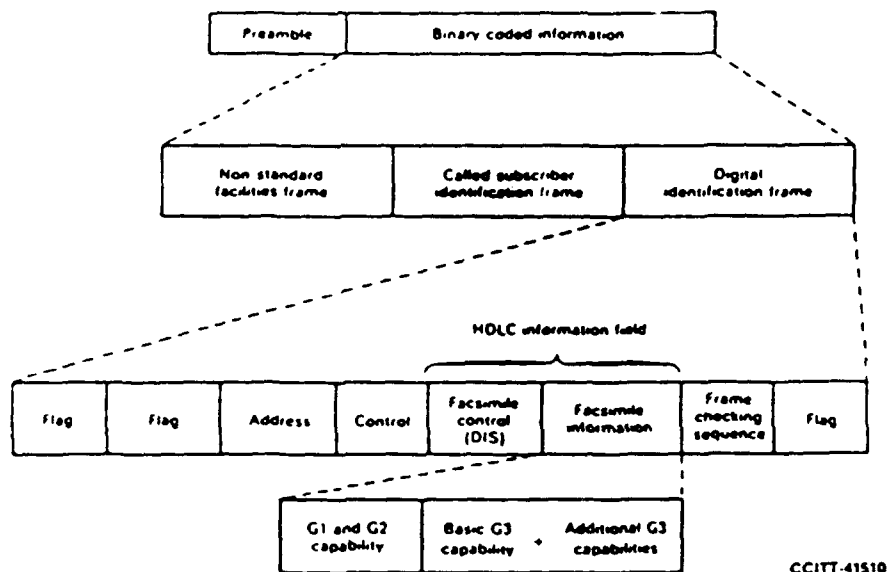 Preamble
Binary coded information
Non standard
facilities frame
Called subscriber
identification frame
Digital
identification frame
HDLC information field
Flag
Flag
Address
Control
Facsimile
control
(DIS)
Facsimile
information
Frame
checking
sequence
Flag
G1 and G2
capability
Basic G3
capability
+
Additional G3
capabilities
CCITT-41510